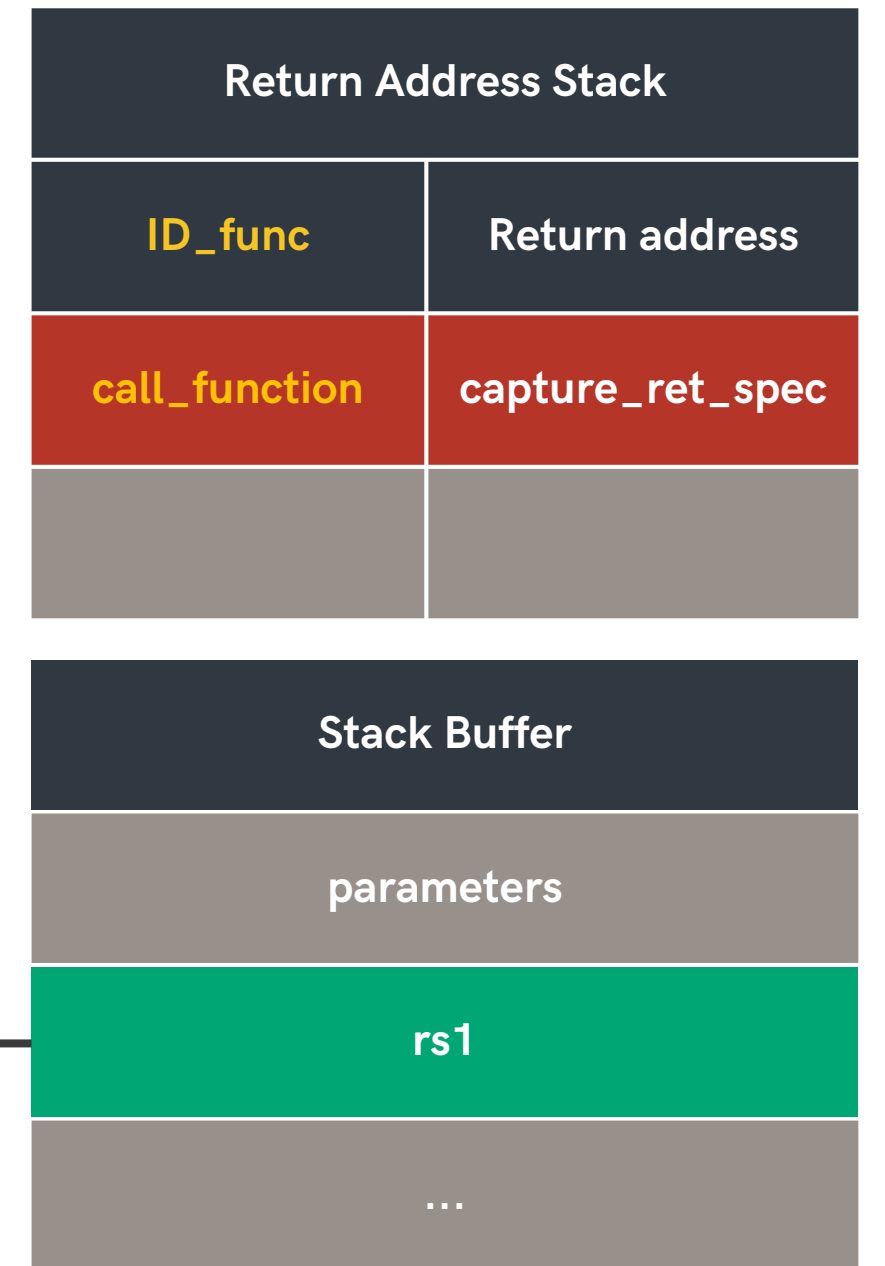 Return Address Stack
ID_func Return address
call_function capture_ret_spec
Stack Buffer
parameters
rs1
...